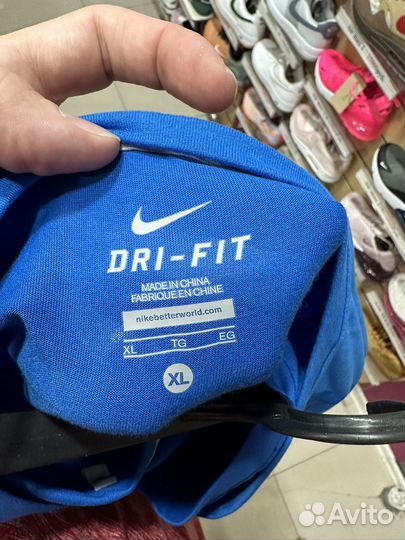 DRI-FIT
MADE IN CHINA
FABRIQUE EN CHINE
nikebetterworld.com
XL TG EG
XL
Avito